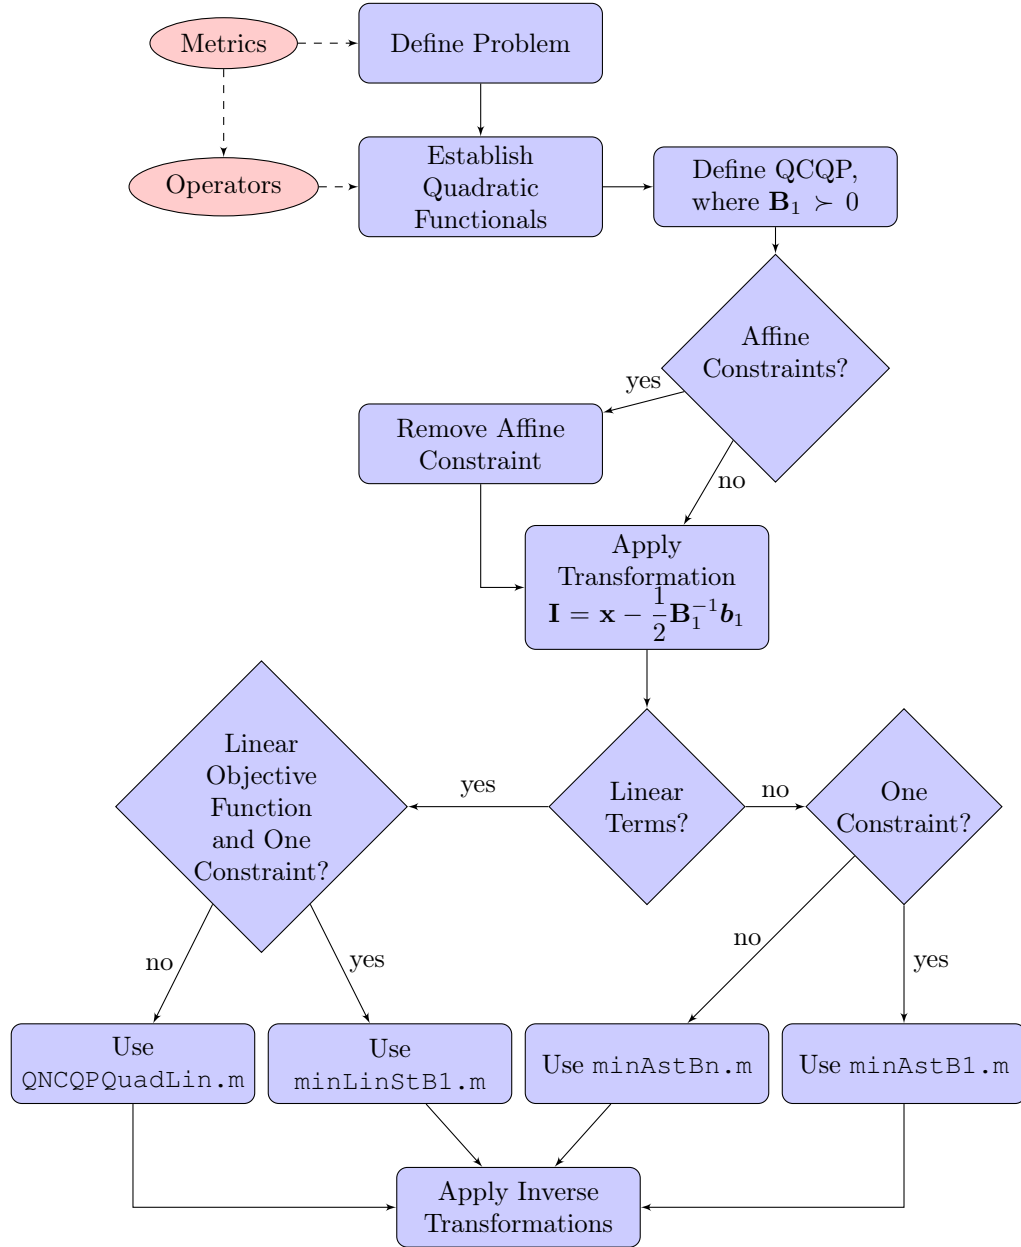 Metrics
Define Problem
Operators
Establish
Quadratic
Functionals
Define QCQP,
where B₁ ≻ 0
Affine
Constraints?
yes
no
Remove Affine
Constraint
Apply
Transformation
I = x − 1/2 B₁⁻¹b₁
Linear
Objective
Function
and One
Constraint?
yes
Linear
Terms?
no
One
Constraint?
no
yes
no
yes
Use
QNCQPQuadLin.m
Use
minLinStB1.m
Use minAstBn.m
Use minAstB1.m
Apply Inverse
Transformations